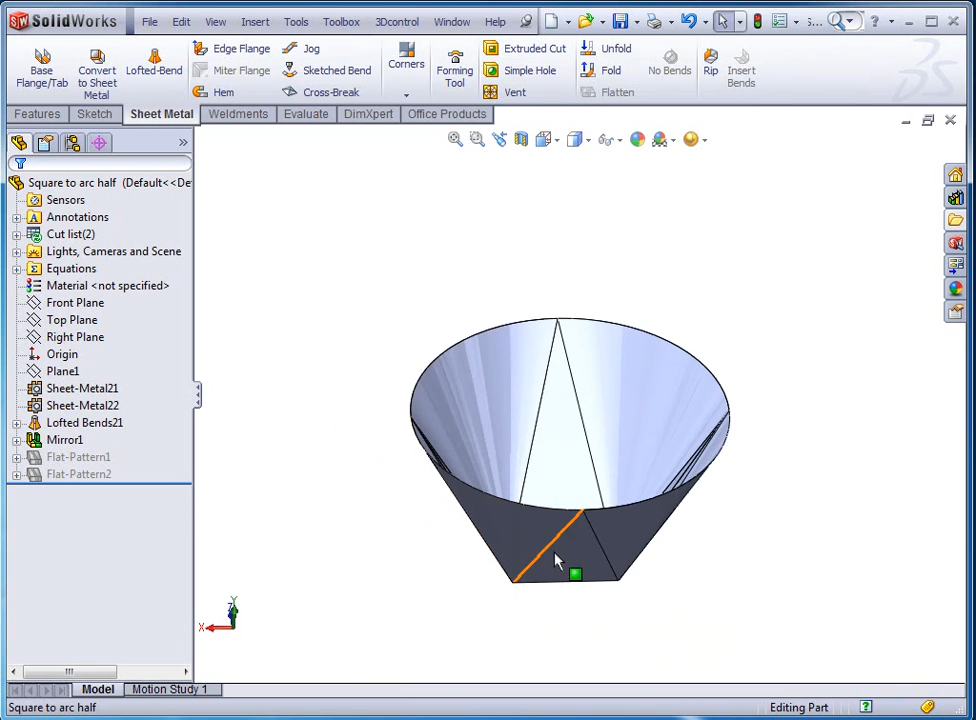 SolidWorks File Edit View Insert Tools Toolbox 3Dcontrol Window Help S... ?
Base Flange/Tab
Convert to Sheet Metal
Lofted-Bend
Edge Flange
Miter Flange
Hem
Jog
Sketched Bend
Cross-Break
Corners
Forming Tool
Extruded Cut
Simple Hole
Vent
Unfold
Fold
Flatten
No Bends
Rip
Insert Bends
Features Sketch Sheet Metal Weldments Evaluate DimXpert Office Products
Square to arc half (Default<<De
Sensors
Annotations
Cut list(2)
Lights, Cameras and Scene
Equations
Material <not specified>
Front Plane
Top Plane
Right Plane
Origin
Plane1
Sheet-Metal21
Sheet-Metal22
Lofted Bends21
Mirror1
Flat-Pattern1
Flat-Pattern2
Y
Z
X
Model Motion Study 1
Square to arc half Editing Part ?